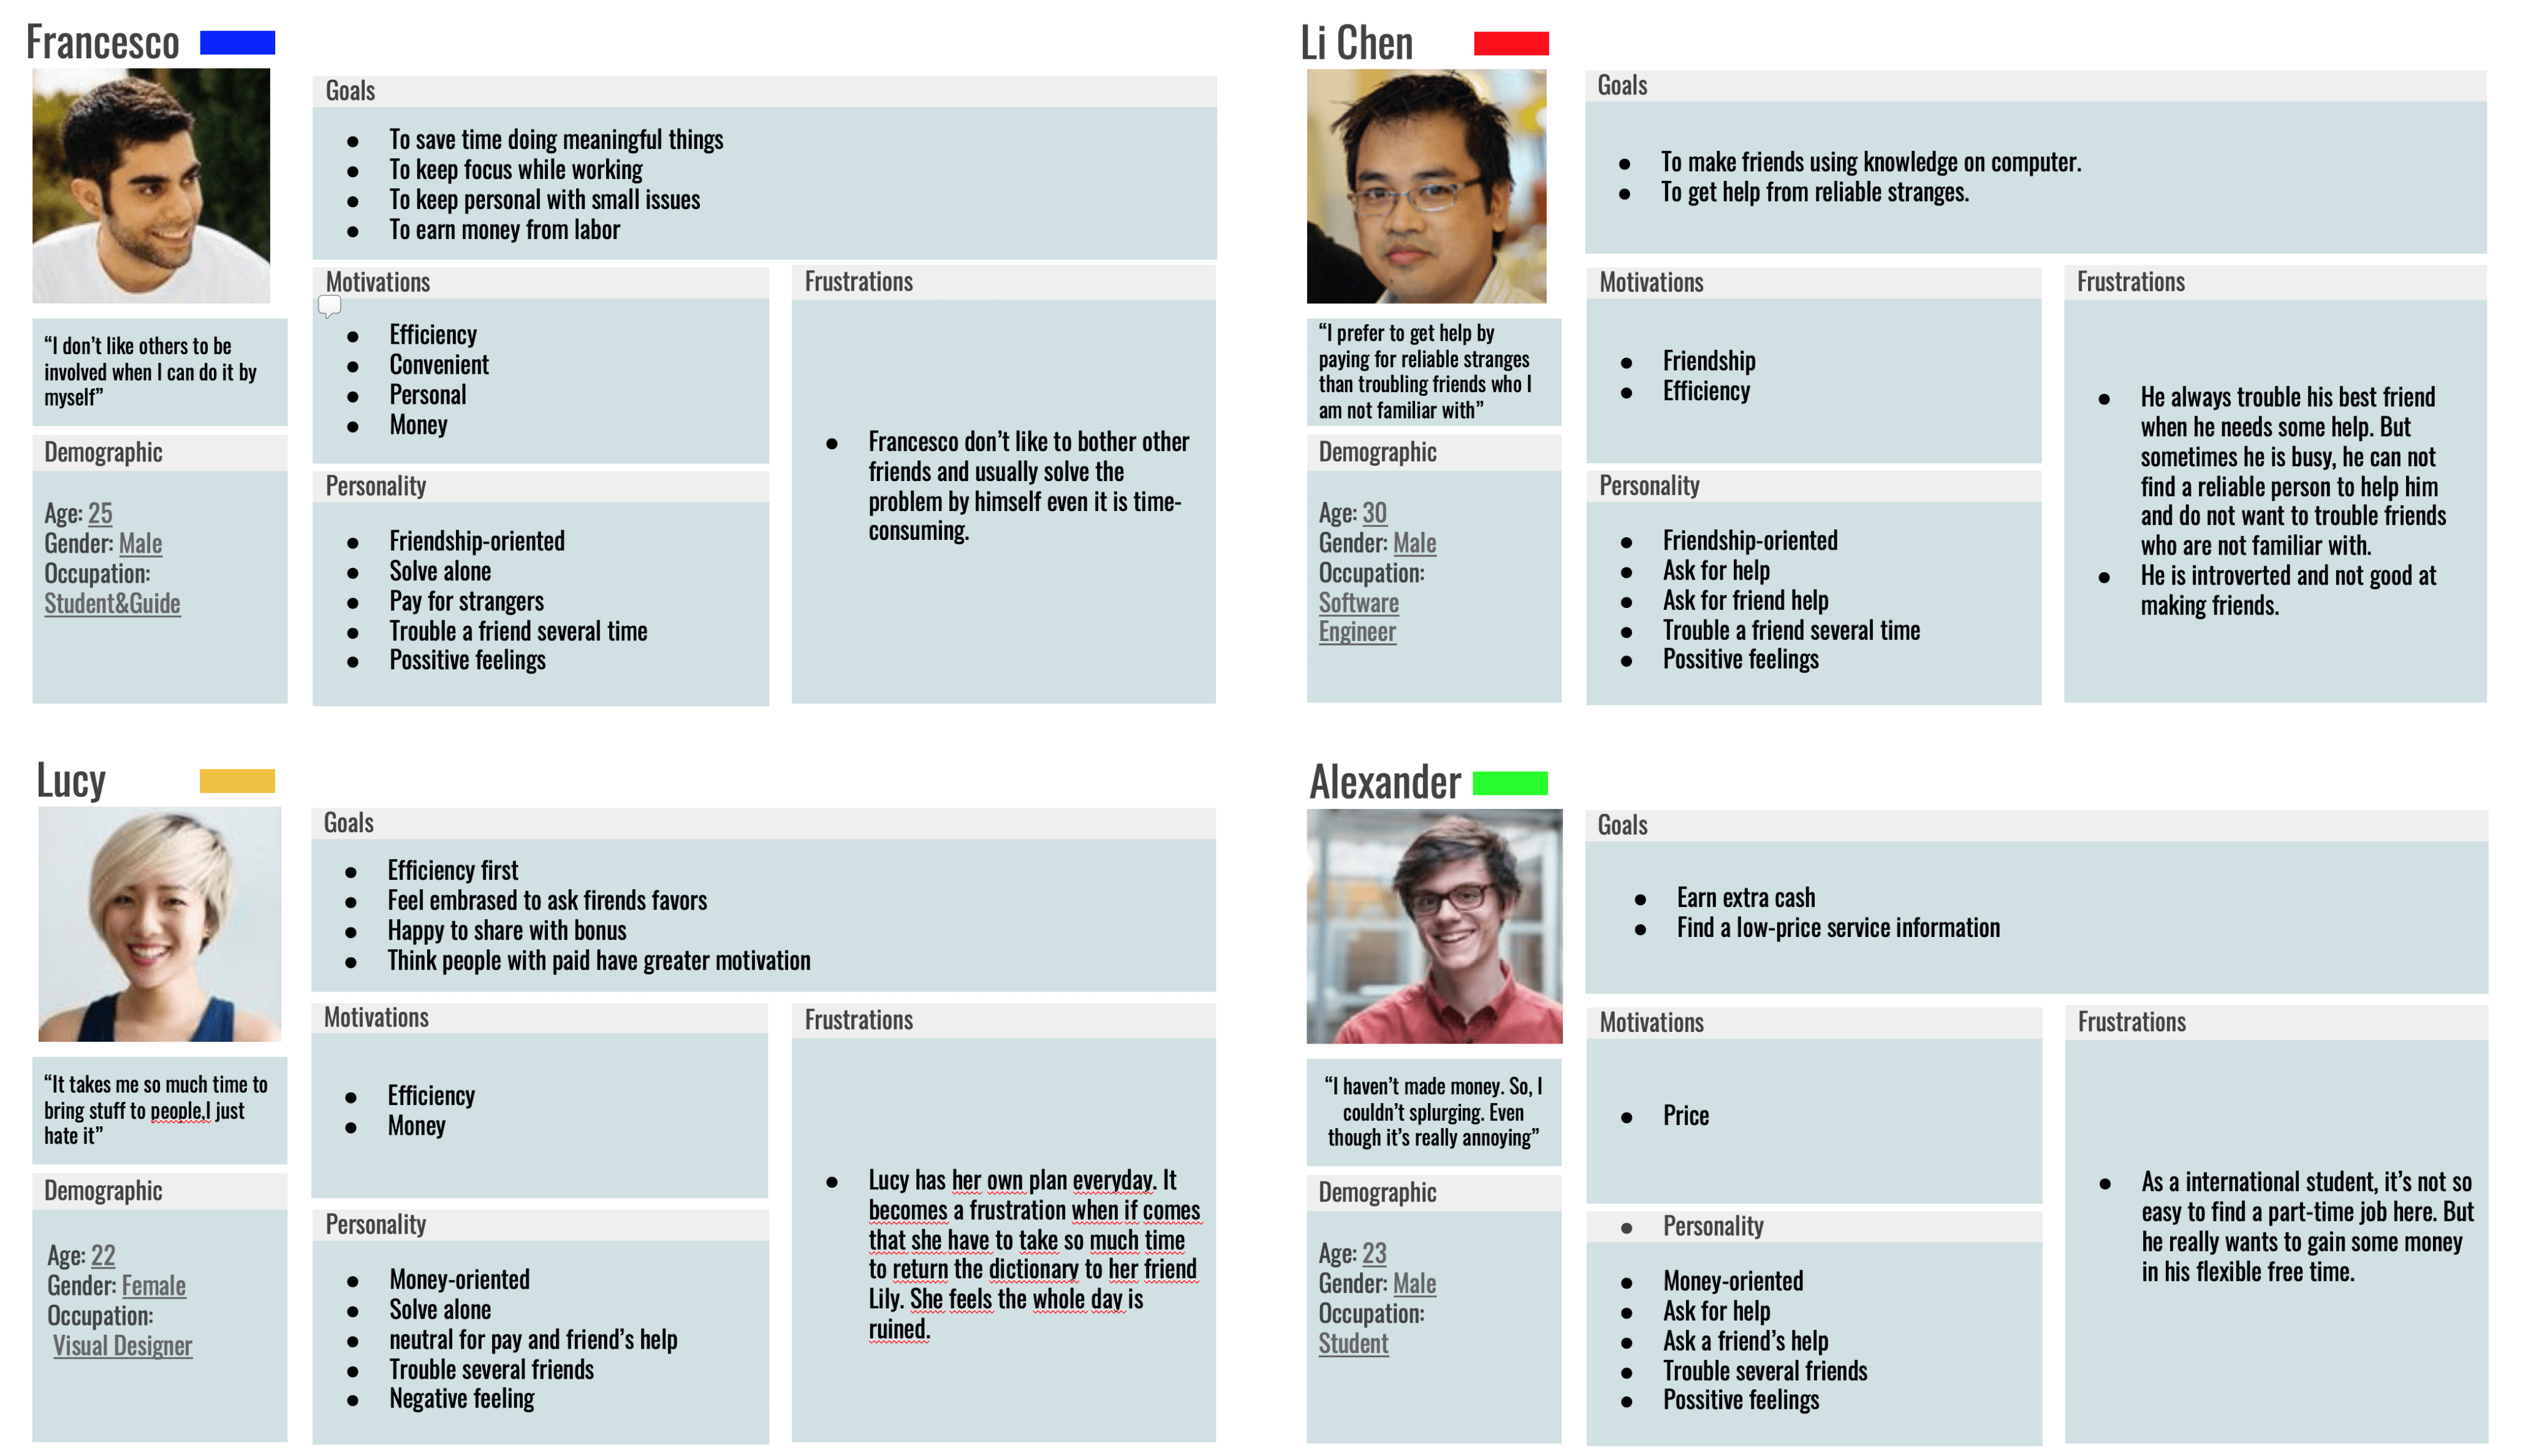 Francesco
Goals
To save time doing meaningful things
To keep focus while working
To keep personal with small issues
To earn money from labor
Motivations
Efficiency
Convenient
Personal
Money
Frustrations
Francesco don't like to bother other
friends and usually solve the
problem by himself even it is time-
consuming.
“I don't like others to be
involved when I can do it by
myself”
Demographic
Age: 25
Gender: Male
Occupation:
Student&Guide
Personality
Friendship-oriented
Solve alone
Pay for strangers
Trouble a friend several time
Possitive feelings
Li Chen
Goals
To make friends using knowledge on computer.
To get help from reliable stranges.
Motivations
Friendship
Efficiency
Frustrations
He always trouble his best friend
when he needs some help. But
sometimes he is busy, he can not
find a reliable person to help him
and do not want to trouble friends
who are not familiar with.
He is introverted and not good at
making friends.
“I prefer to get help by
paying for reliable stranges
than troubling friends who I
am not familiar with”
Demographic
Age: 30
Gender: Male
Occupation:
Software
Engineer
Personality
Friendship-oriented
Ask for help
Ask for friend help
Trouble a friend several time
Possitive feelings
Lucy
Goals
Efficiency first
Feel embrased to ask firends favors
Happy to share with bonus
Think people with paid have greater motivation
Motivations
Efficiency
Money
Frustrations
Lucy has her own plan everyday. It
becomes a frustration when if comes
that she have to take so much time
to return the dictionary to her friend
Lily. She feels the whole day is
ruined.
“It takes me so much time to
bring stuff to people,I just
hate it”
Demographic
Age: 22
Gender: Female
Occupation:
Visual Designer
Personality
Money-oriented
Solve alone
neutral for pay and friend's help
Trouble several friends
Negative feeling
Alexander
Goals
Earn extra cash
Find a low-price service information
Motivations
Price
Frustrations
As a international student, it's not so
easy to find a part-time job here. But
he really wants to gain some money
in his flexible free time.
“I haven't made money. So, I
couldn't splurging. Even
though it's really annoying”
Demographic
Age: 23
Gender: Male
Occupation:
Student
Personality
Money-oriented
Ask for help
Ask a friend's help
Trouble several friends
Possitive feelings